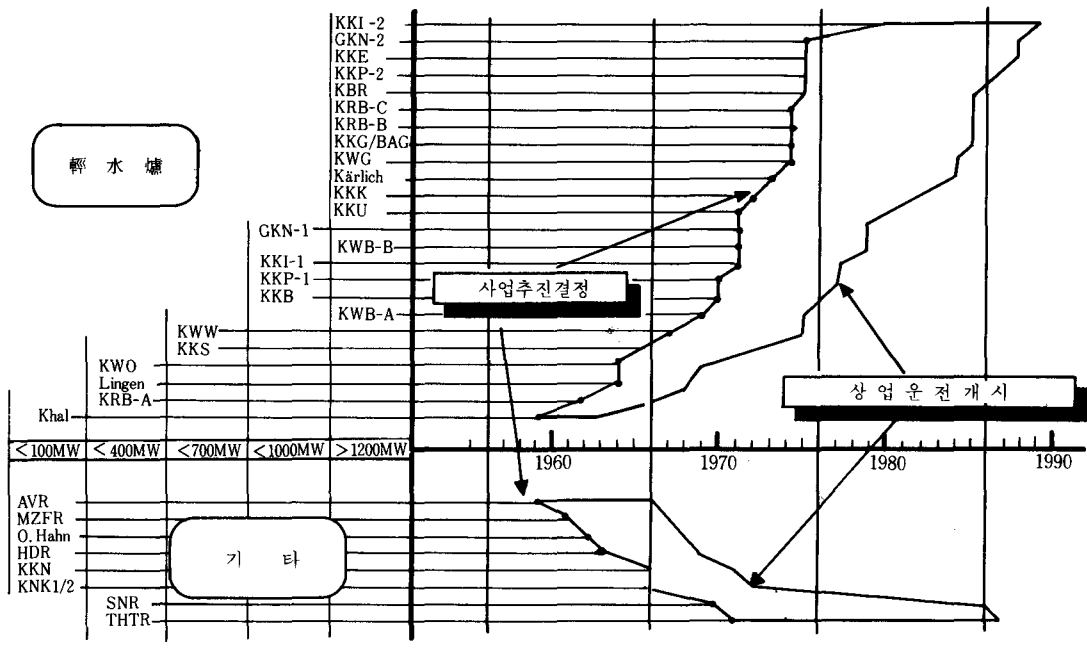 KKI-2
GKN-2
KKE
KKP-2
KBR
KRB-C
KRB-B
KKG/BAG
KWG
Kärlich
KKK
KKU
GKN-1
KWB-B
KKI-1
KKP-1
KKB
KWB-A
KWW
KKS
KWO
Lingen
KRB-A
Khal
輕 水 爐
사업추진결정
상 업 운 전 개 시
<100MW <400MW <700MW <1000MW >1200MW
1960 1970 1980 1990
AVR
MZFR
O.Hahn
HDR
KKN
KNK1/2
SNR
THTR
기 타